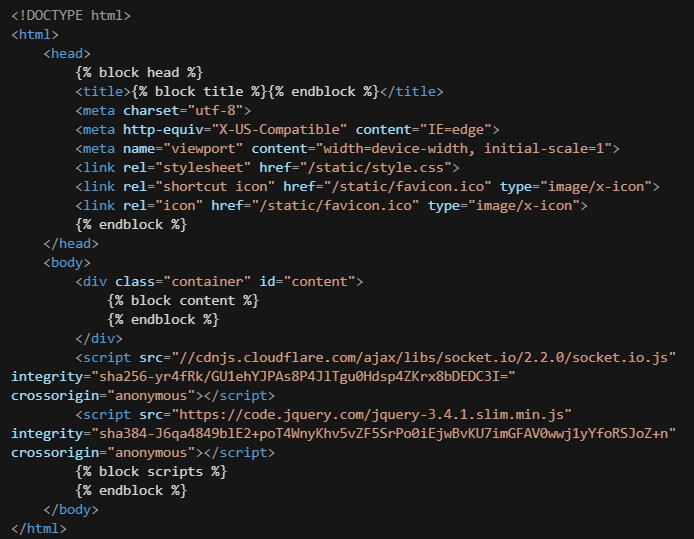 <!DOCTYPE html>
<html>
    <head>
        {% block head %}
        <title>{% block title %}{% endblock %}</title>
        <meta charset="utf-8">
        <meta http-equiv="X-US-Compatible" content="IE=edge">
        <meta name="viewport" content="width=device-width, initial-scale=1">
        <link rel="stylesheet" href="/static/style.css">
        <link rel="shortcut icon" href="/static/favicon.ico" type="image/x-icon">
        <link rel="icon" href="/static/favicon.ico" type="image/x-icon">
        {% endblock %}
    </head>
    <body>
        <div class="container" id="content">
            {% block content %}
            {% endblock %}
        </div>
        <script src="//cdnjs.cloudflare.com/ajax/libs/socket.io/2.2.0/socket.io.js"
integrity="sha256-yr4fRk/GU1ehYJPAs8P4JlTgu0Hdsp4ZKrx8bDEDC3I="
crossorigin="anonymous"></script>
        <script src="https://code.jquery.com/jquery-3.4.1.slim.min.js"
integrity="sha384-J6qa4849blE2+poT4WnyKhv5vZF5SrPo0iEjwBvKU7imGFAV0wwj1yYfoRSJoZ+n"
crossorigin="anonymous"></script>
        {% block scripts %}
        {% endblock %}
    </body>
</html>